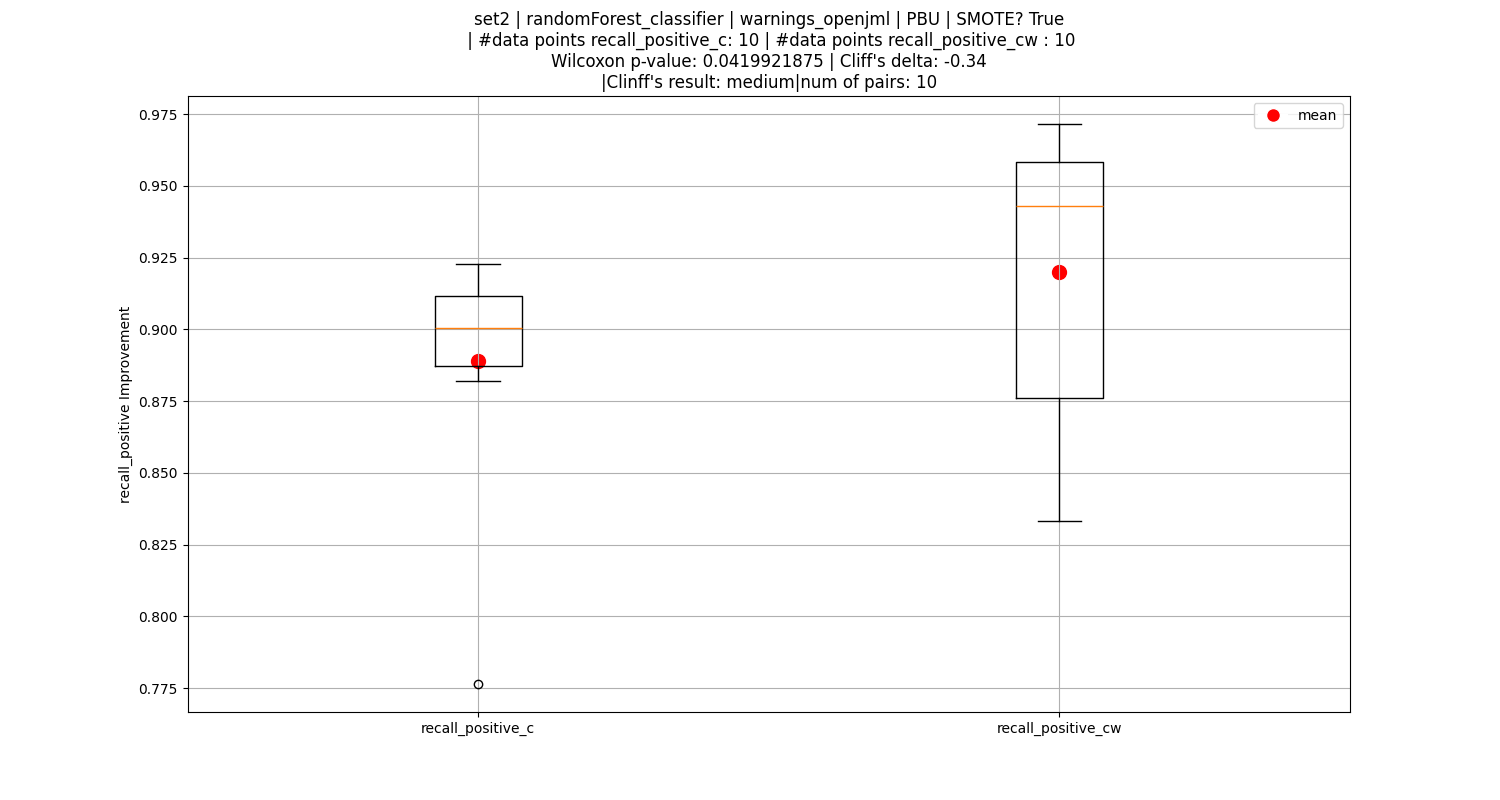 set2 | randomForest_classifier | warnings_openjml | PBU | SMOTE? True
| #data points recall_positive_c: 10 | #data points recall_positive_cw : 10
Wilcoxon p-value: 0.0419921875 | Cliff's delta: -0.34
|Clinff's result: medium|num of pairs: 10
mean
0.975
0.950
0.925
0.900
0.875
0.850
0.825
0.800
0.775
recall_positive Improvement
recall_positive_c
recall_positive_cw